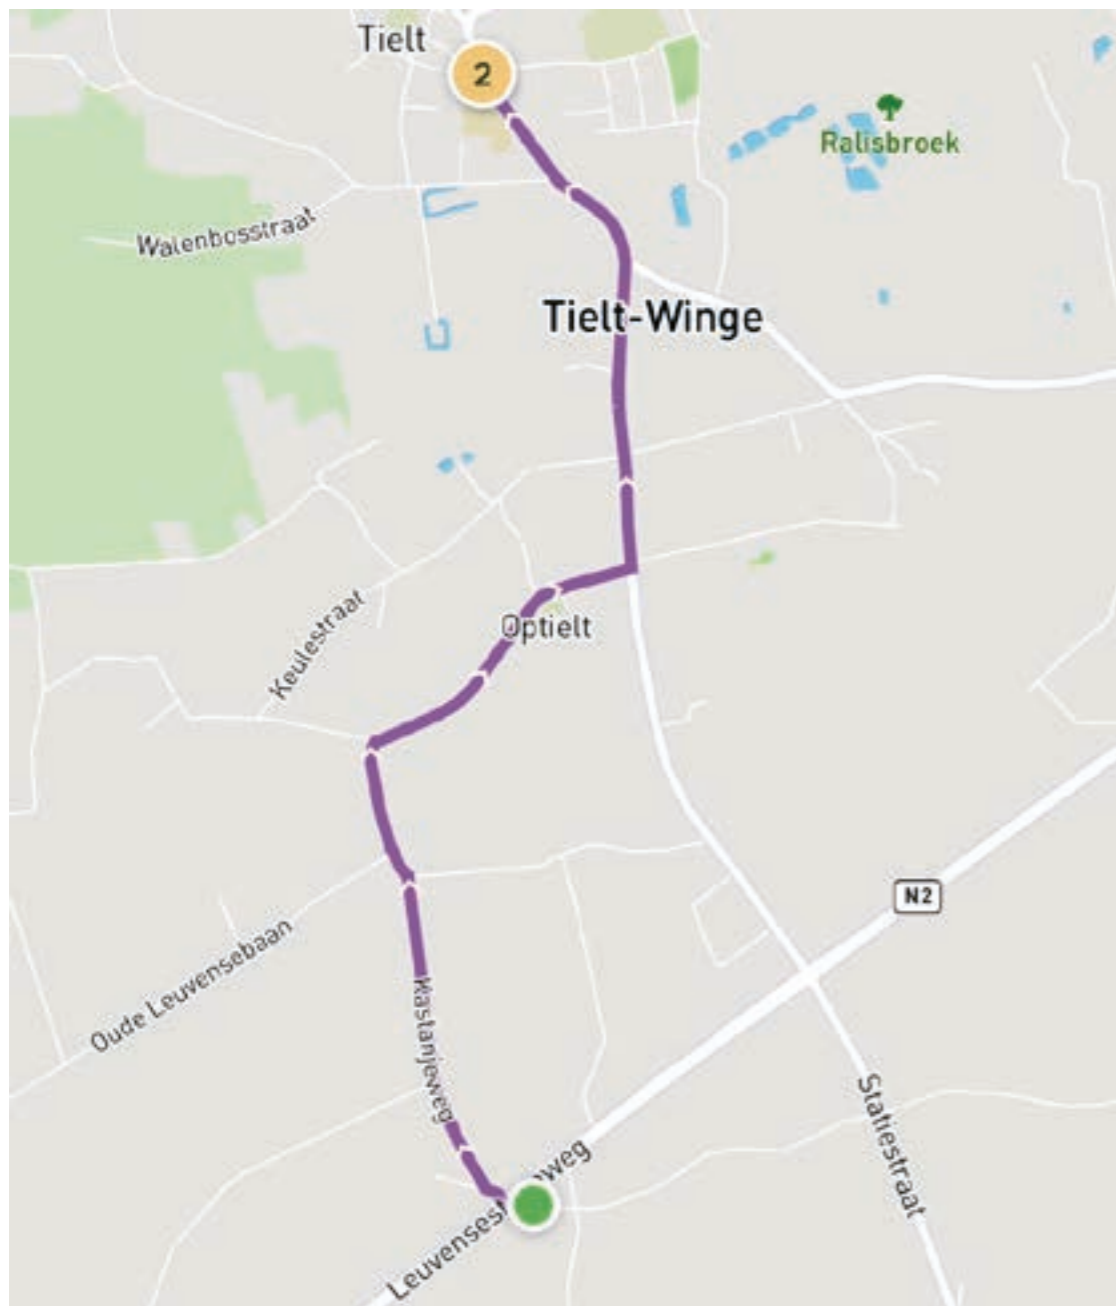 Tielt
2
Ralisbroek
Walenbosstraat
Tielt-Winge
Keulestraat
Optielt
N2
Oude Leuvensebaan
Kastanjeweg
Statiestraat